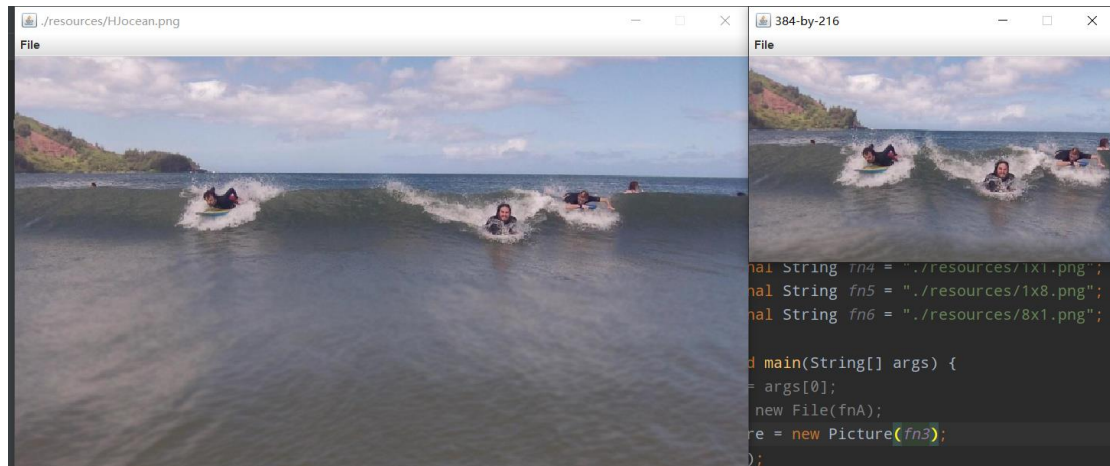 ./resources/HJocean.png
File
384-by-216
File
nal String fn4 = "./resources/1x1.png";
nal String fn5 = "./resources/1x8.png";
nal String fn6 = "./resources/8x1.png";
d main(String[] args) {
= args[0];
new File(fnA);
re = new Picture(fn3);
);